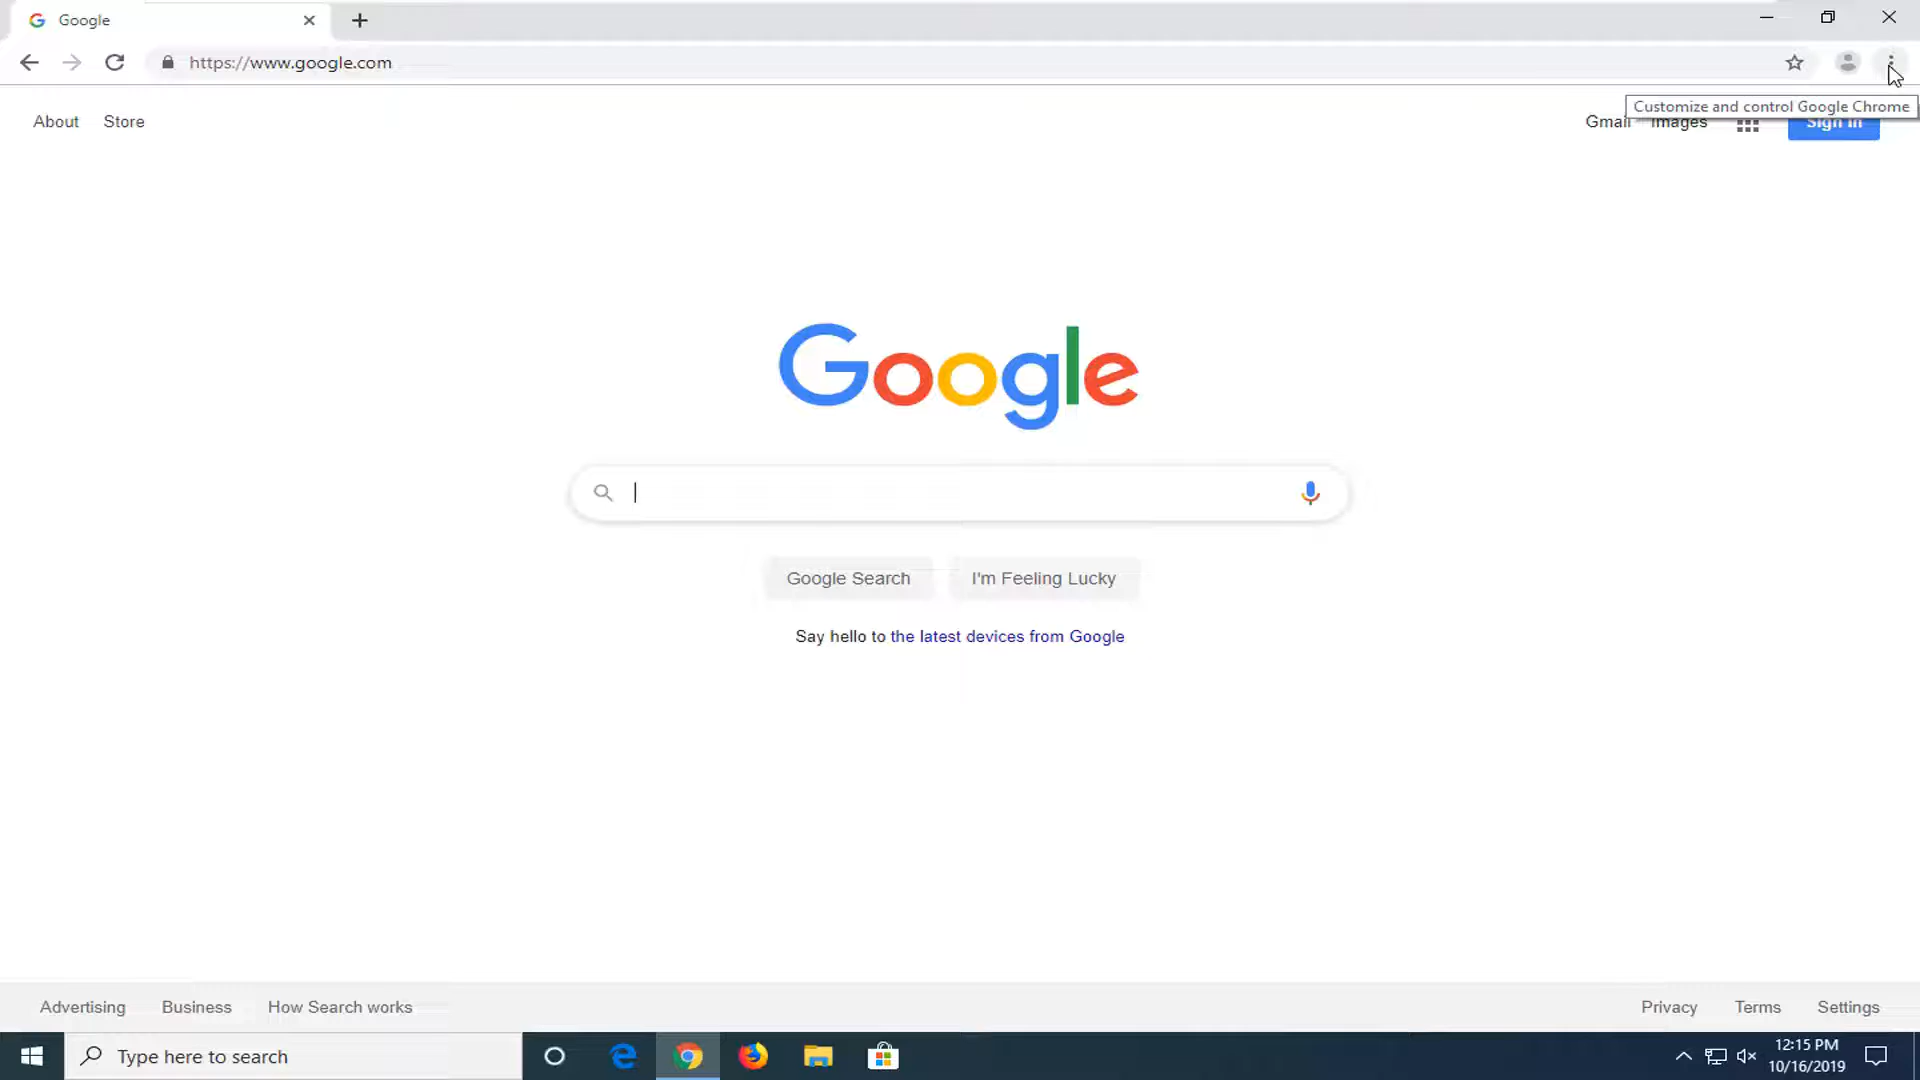 Google
https://www.google.com
Customize and control Google Chrome
About Store
Gmail Images Sign in
Google
Google Search I'm Feeling Lucky
Say hello to the latest devices from Google
Advertising Business How Search works
Privacy Terms Settings
Type here to search
12:15 PM
10/16/2019